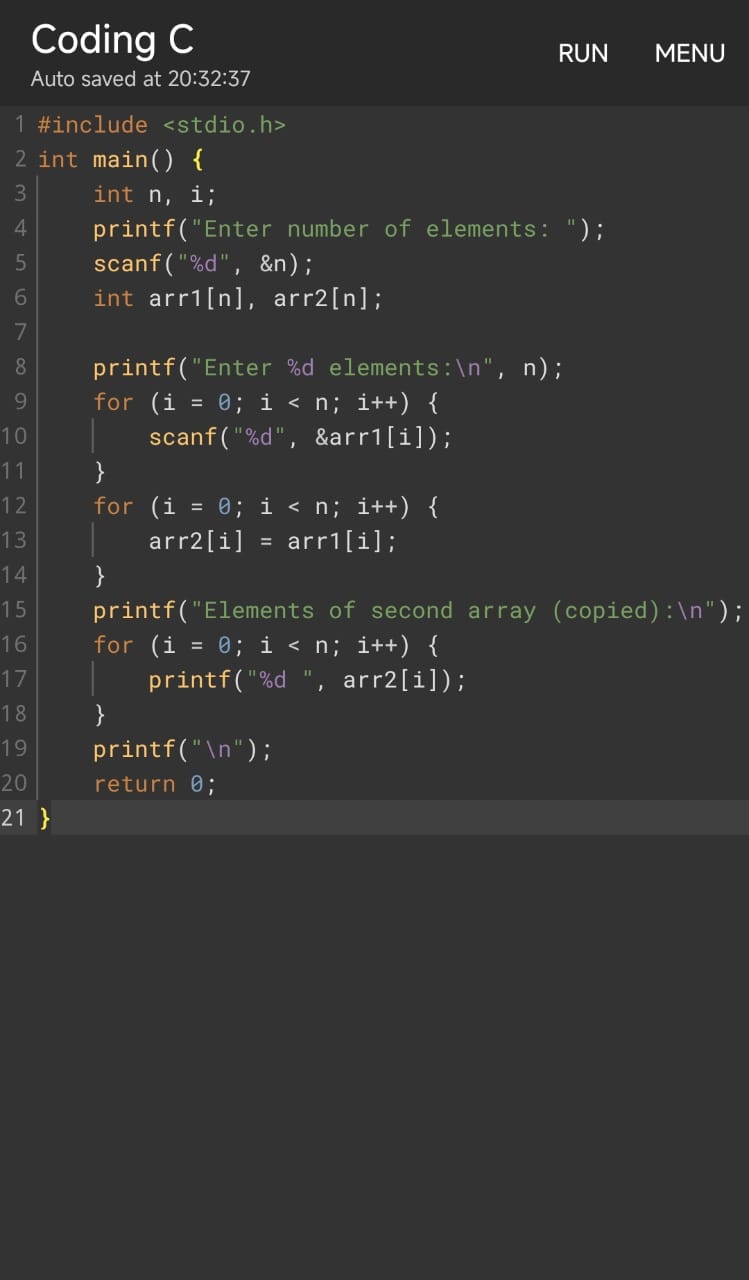 Coding C
RUN MENU
Auto saved at 20:32:37
1 #include <stdio.h>
2 int main() {
3     int n, i;
4     printf("Enter number of elements: ");
5     scanf("%d", &n);
6     int arr1[n], arr2[n];
7
8     printf("Enter %d elements:\n", n);
9     for (i = 0; i < n; i++) {
10         scanf("%d", &arr1[i]);
11     }
12     for (i = 0; i < n; i++) {
13         arr2[i] = arr1[i];
14     }
15     printf("Elements of second array (copied):\n");
16     for (i = 0; i < n; i++) {
17         printf("%d ", arr2[i]);
18     }
19     printf("\n");
20     return 0;
21 }